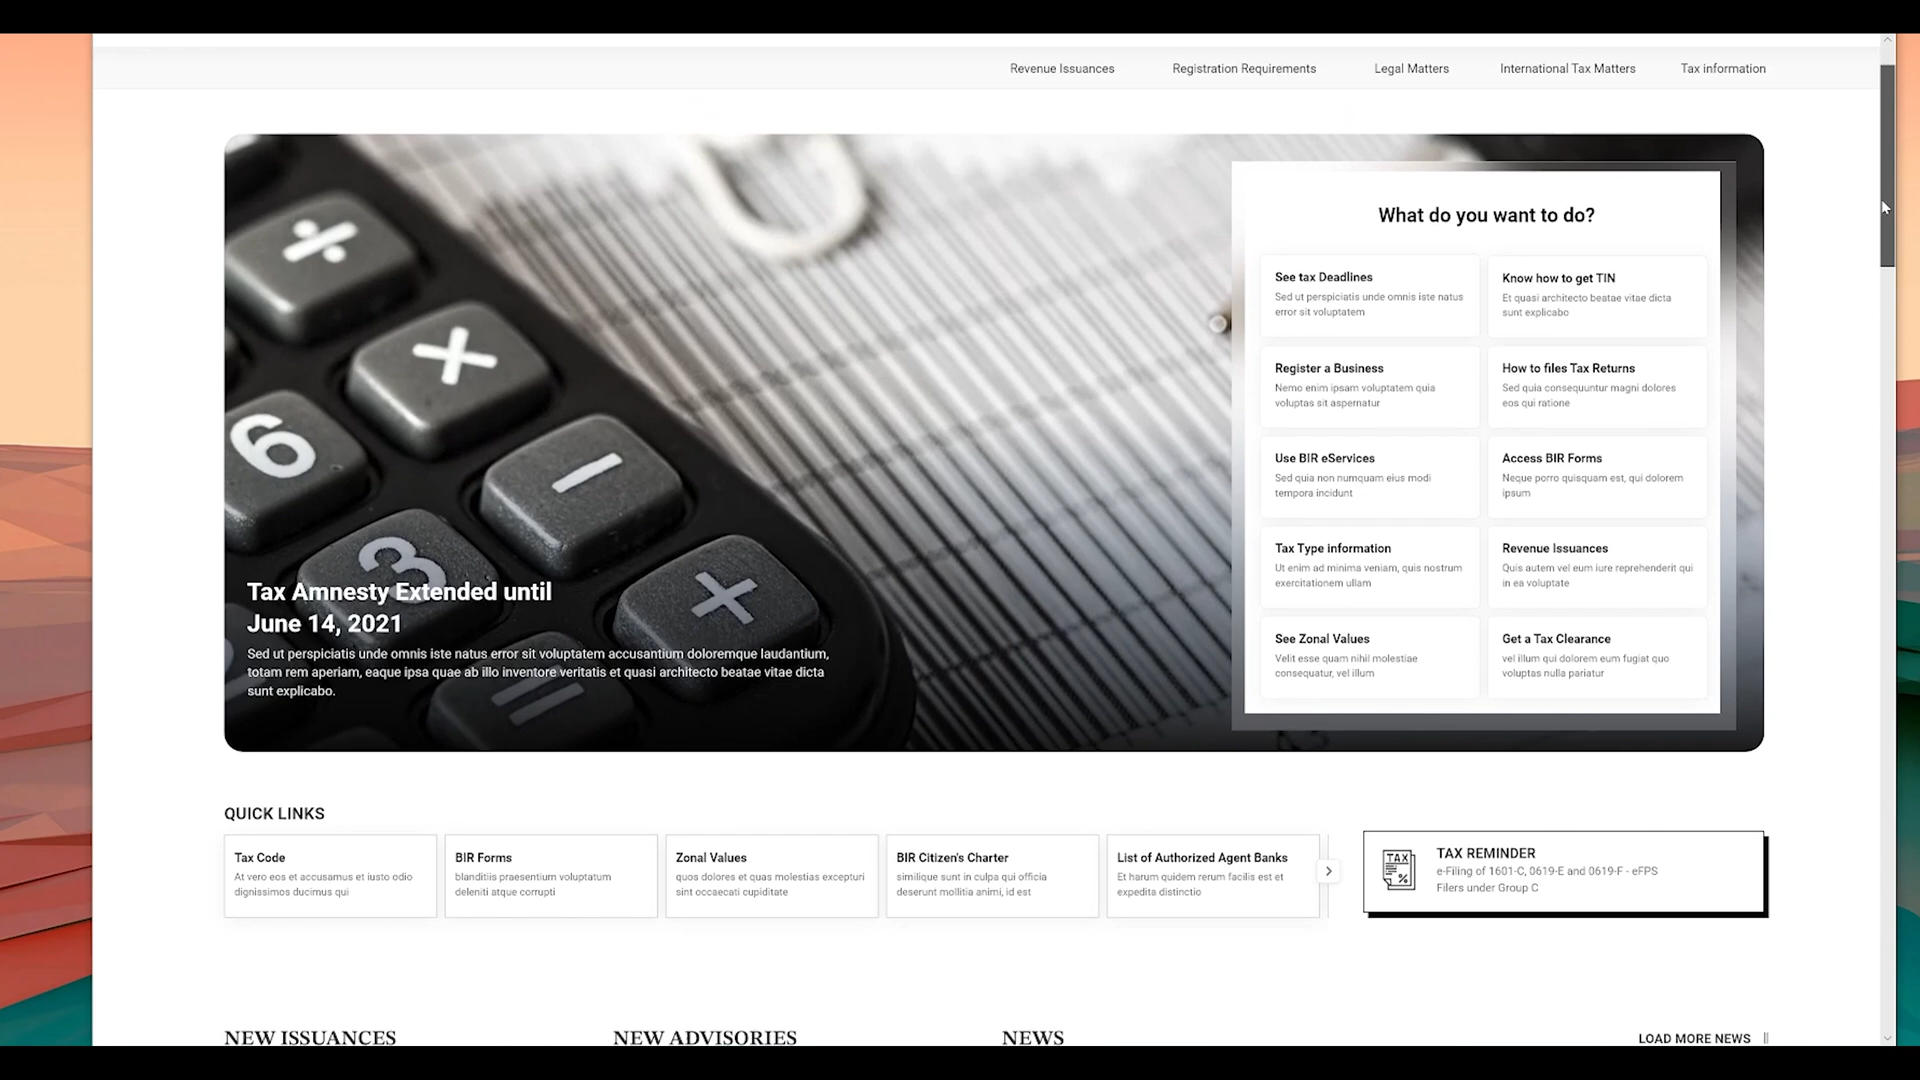 Revenue Issuances Registration Requirements Legal Matters International Tax Matters Tax information
÷
×
6
3
+
=
Tax Amnesty Extended until
June 14, 2021
Sed ut perspiciatis unde omnis iste natus error sit voluptatem accusantium doloremque laudantium,
totam rem aperiam, eaque ipsa quae ab illo inventore veritatis et quasi architecto beatae vitae dicta
sunt explicabo.
What do you want to do?
See tax Deadlines
Sed ut perspiciatis unde omnis iste natus
error sit voluptatem
Know how to get TIN
Et quasi architecto beatae vitae dicta
sunt explicabo
Register a Business
Nemo enim ipsam voluptatem quia
voluptas sit aspernatur
How to files Tax Returns
Sed quia consequuntur magni dolores
eos qui ratione
Use BIR eServices
Sed quia non numquam eius modi
tempora incidunt
Access BIR Forms
Neque porro quisquam est, qui dolorem
ipsum
Tax Type information
Ut enim ad minima veniam, quis nostrum
exercitationem ullam
Revenue Issuances
Quis autem vel eum iure reprehenderit qui
in ea voluptate
See Zonal Values
Velit esse quam nihil molestiae
consequatur, vel illum
Get a Tax Clearance
vel illum qui dolorem eum fugiat quo
voluptas nulla pariatur
QUICK LINKS
Tax Code
At vero eos et accusamus et iusto odio
dignissimos ducimus qui
BIR Forms
blanditiis praesentium voluptatum
deleniti atque corrupti
Zonal Values
quos dolores et quas molestias excepturi
sint occaecati cupiditate
BIR Citizen's Charter
similique sunt in culpa qui officia
deserunt mollitia animi, id est
List of Authorized Agent Banks
Et harum quidem rerum facilis est et
expedita distinctio
TAX
%
TAX REMINDER
e-Filing of 1601-C, 0619-E and 0619-F - eFPS
Filers under Group C
NEW ISSUANCES
NEW ADVISORIES
NEWS
LOAD MORE NEWS